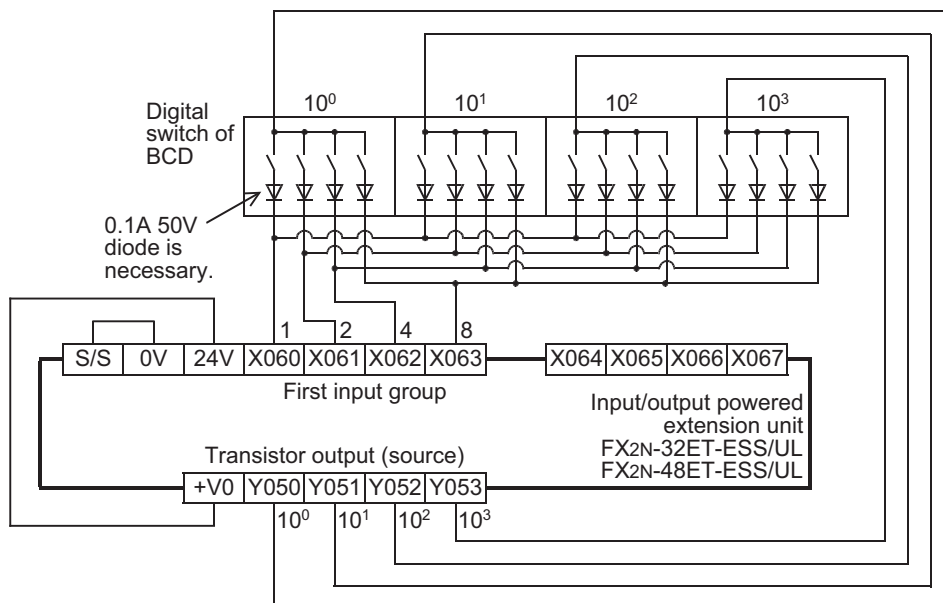 10⁰ 10¹ 10² 10³
Digital
switch of
BCD
0.1A 50V
diode is
necessary.
1 2 4 8
S/S 0V 24V X060 X061 X062 X063 X064 X065 X066 X067
First input group
Input/output powered
extension unit
FX2N-32ET-ESS/UL
FX2N-48ET-ESS/UL
Transistor output (source)
+V0 Y050 Y051 Y052 Y053
10⁰ 10¹ 10² 10³